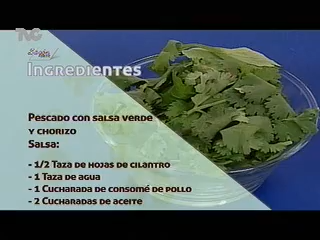 TVC
Ingredientes
Pescado con salsa verde
y chorizo
Salsa:
- 1/2 Taza de hojas de cilantro
- 1 Taza de agua
- 1 Cucharada de consomé de pollo
- 2 Cucharadas de aceite